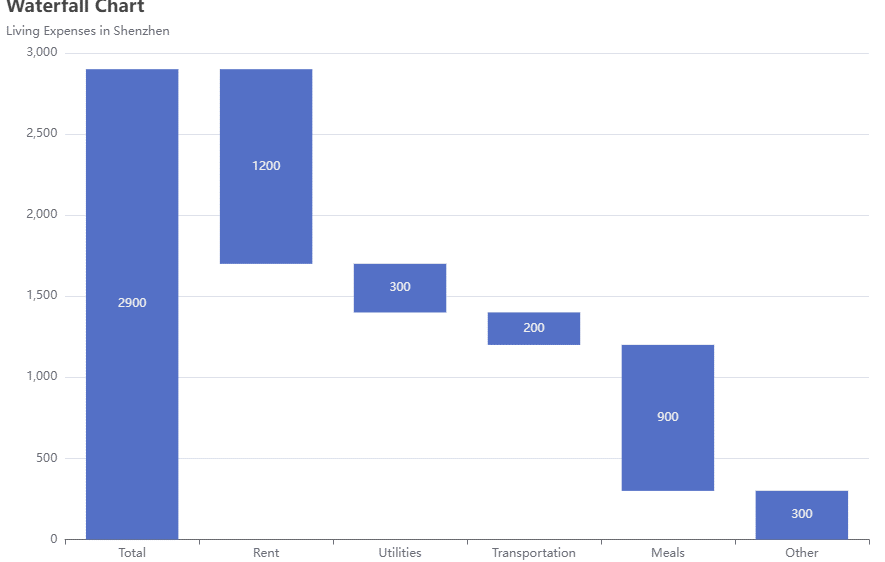 Waterfall Chart
Living Expenses in Shenzhen
3,000
2,500
2,000
1,500
1,000
500
0
2900
1200
300
200
900
300
Total
Rent
Utilities
Transportation
Meals
Other